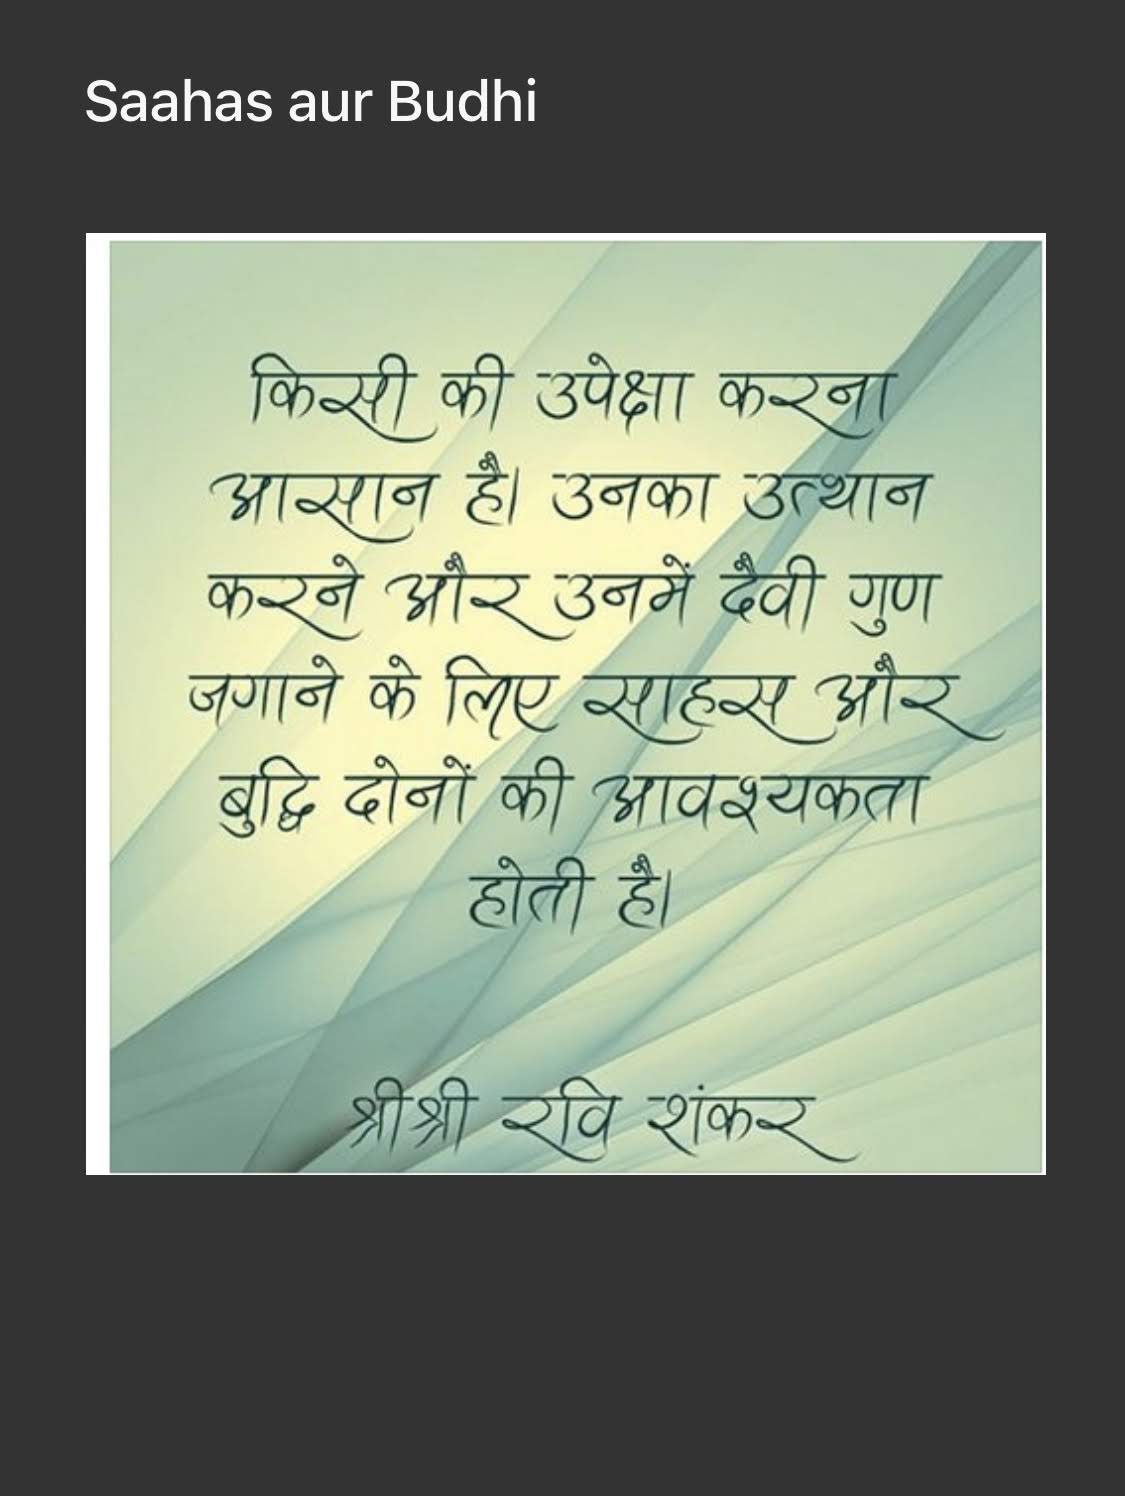 Saahas aur Budhi
किसी की उपेक्षा करना
आसान है। उनका उत्थान
करने और उनमें दैवी गुण
जगाने के लिए साहस और
बुद्धि दोनों की आवश्यकता
होती है।
श्रीश्री रवि शंकर